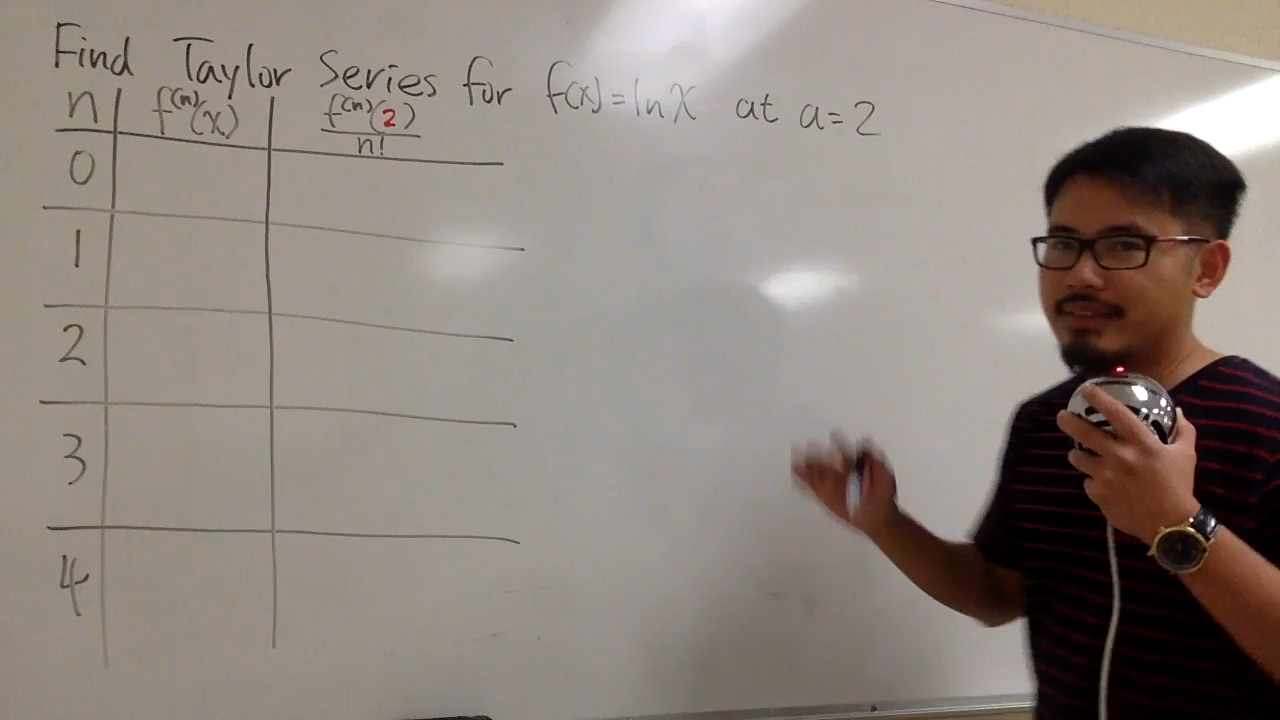 Find Taylor Series for f(x)=ln x at a=2
n f⁽ⁿ⁾(x) f⁽ⁿ⁾(2)/n!
0
1
2
3
4